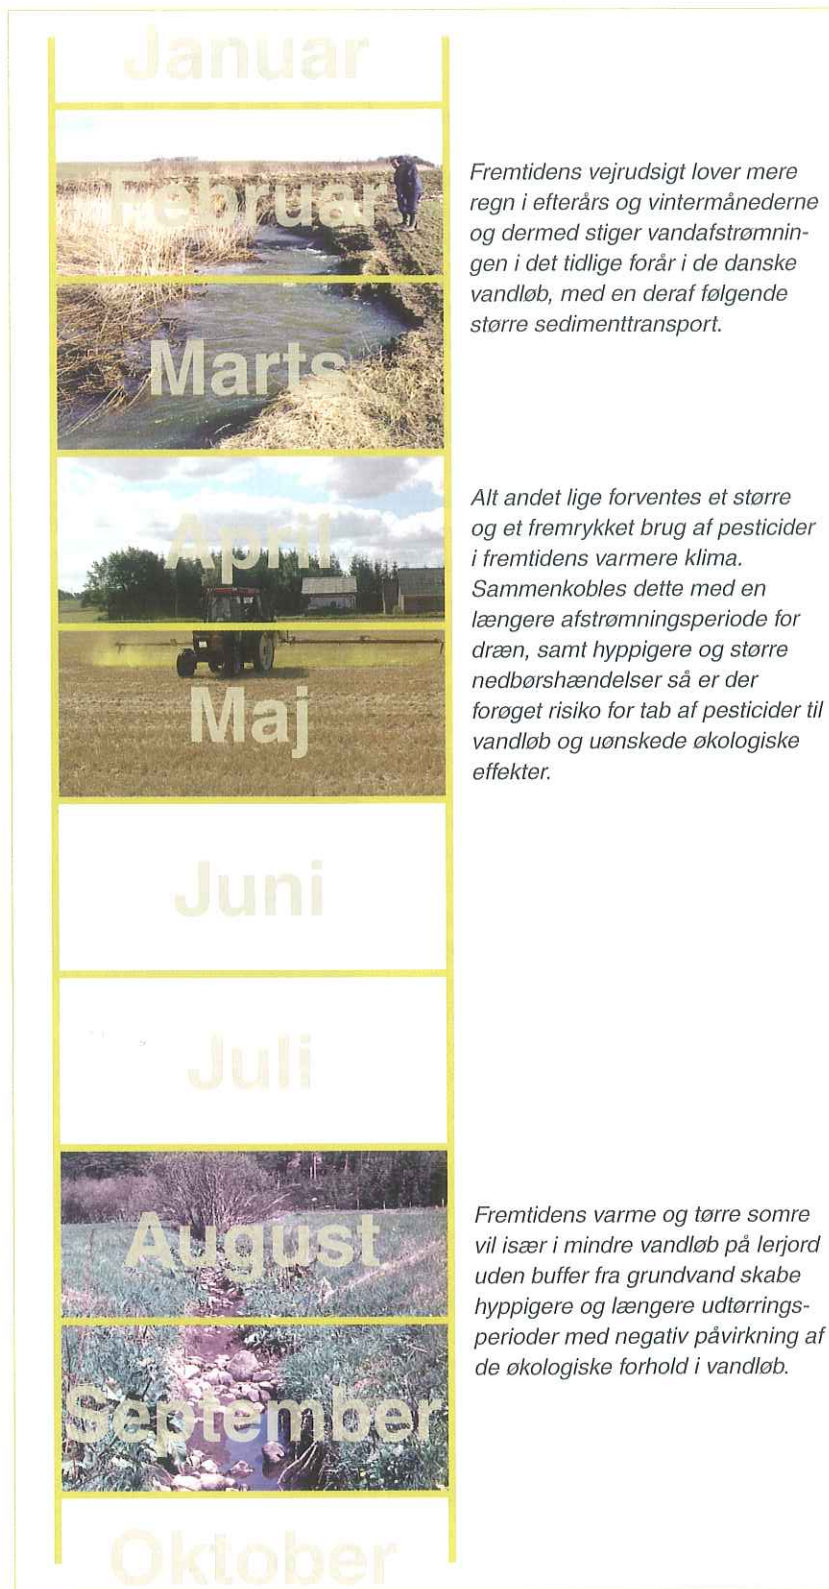 Januar
Februar
Fremtidens vejrudsigt lover mere
regn i efterårs og vintermånederne
og dermed stiger vandafstrømnin-
gen i det tidlige forår i de danske
vandløb, med en deraf følgende
større sedimenttransport.
Marts
April
Maj
Alt andet lige forventes et større
og et fremrykket brug af pesticider
i fremtidens varmere klima.
Sammenkobles dette med en
længere afstrømningsperiode for
dræn, samt hyppigere og større
nedbørshændelser så er der
forøget risiko for tab af pesticider til
vandløb og uønskede økologiske
effekter.
Juni
Juli
August
September
Fremtidens varme og tørre somre
vil især i mindre vandløb på lerjord
uden buffer fra grundvand skabe
hyppigere og længere udtørrings-
perioder med negativ påvirkning af
de økologiske forhold i vandløb.
Oktober